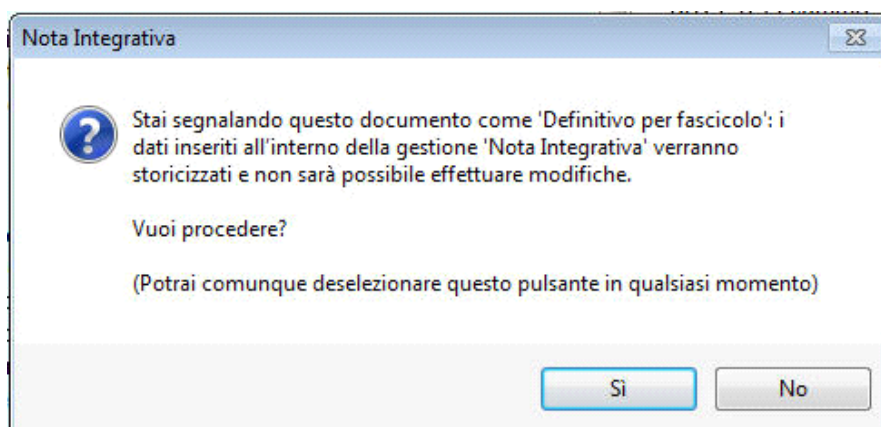 Nota Integrativa
Stai segnalando questo documento come 'Definitivo per fascicolo': i
dati inseriti all'interno della gestione 'Nota Integrativa' verranno
storicizzati e non sarà possibile effettuare modifiche.
Vuoi procedere?
(Potrai comunque deselezionare questo pulsante in qualsiasi momento)
Sì
No